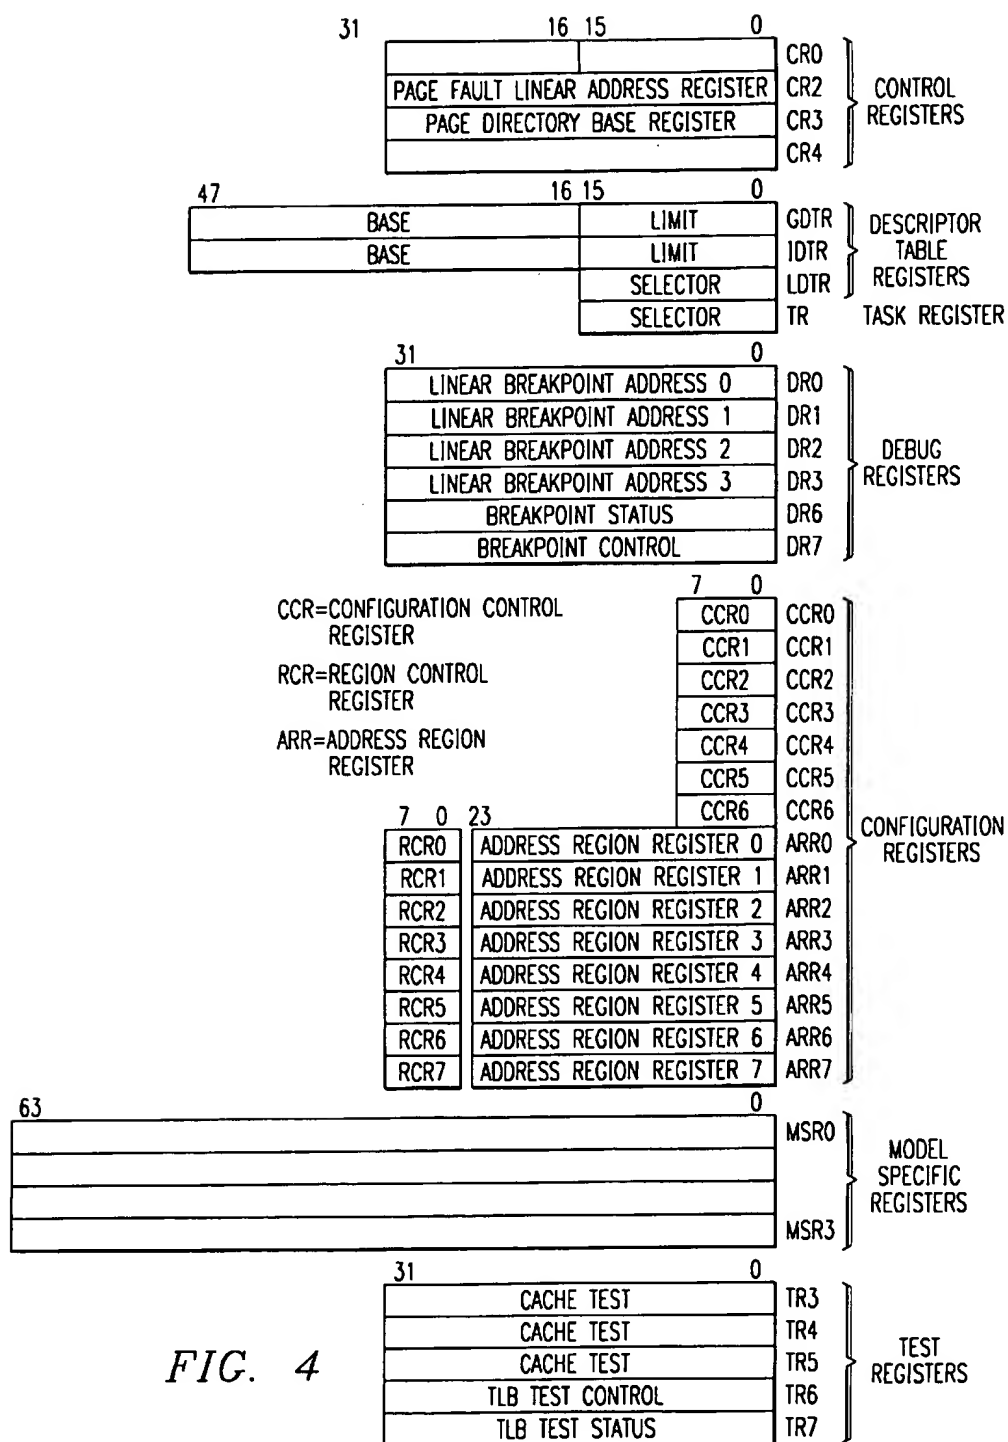 31 16 15 0
CR0
PAGE FAULT LINEAR ADDRESS REGISTER CR2
PAGE DIRECTORY BASE REGISTER CR3
CR4
CONTROL
REGISTERS
47 16 15 0
BASE LIMIT GDTR
BASE LIMIT IDTR
SELECTOR LDTR
DESCRIPTOR
TABLE
REGISTERS
SELECTOR TR TASK REGISTER
31 0
LINEAR BREAKPOINT ADDRESS 0 DR0
LINEAR BREAKPOINT ADDRESS 1 DR1
LINEAR BREAKPOINT ADDRESS 2 DR2
LINEAR BREAKPOINT ADDRESS 3 DR3
BREAKPOINT STATUS DR6
BREAKPOINT CONTROL DR7
DEBUG
REGISTERS
CCR=CONFIGURATION CONTROL
REGISTER
RCR=REGION CONTROL
REGISTER
ARR=ADDRESS REGION
REGISTER
7 0
CCR0 CCR0
CCR1 CCR1
CCR2 CCR2
CCR3 CCR3
CCR4 CCR4
CCR5 CCR5
CCR6 CCR6
7 0 23
RCR0 ADDRESS REGION REGISTER 0 ARR0
RCR1 ADDRESS REGION REGISTER 1 ARR1
RCR2 ADDRESS REGION REGISTER 2 ARR2
RCR3 ADDRESS REGION REGISTER 3 ARR3
RCR4 ADDRESS REGION REGISTER 4 ARR4
RCR5 ADDRESS REGION REGISTER 5 ARR5
RCR6 ADDRESS REGION REGISTER 6 ARR6
RCR7 ADDRESS REGION REGISTER 7 ARR7
CONFIGURATION
REGISTERS
63 0
MSR0
MSR3
MODEL
SPECIFIC
REGISTERS
31 0
CACHE TEST TR3
CACHE TEST TR4
CACHE TEST TR5
TLB TEST CONTROL TR6
TLB TEST STATUS TR7
TEST
REGISTERS
FIG. 4